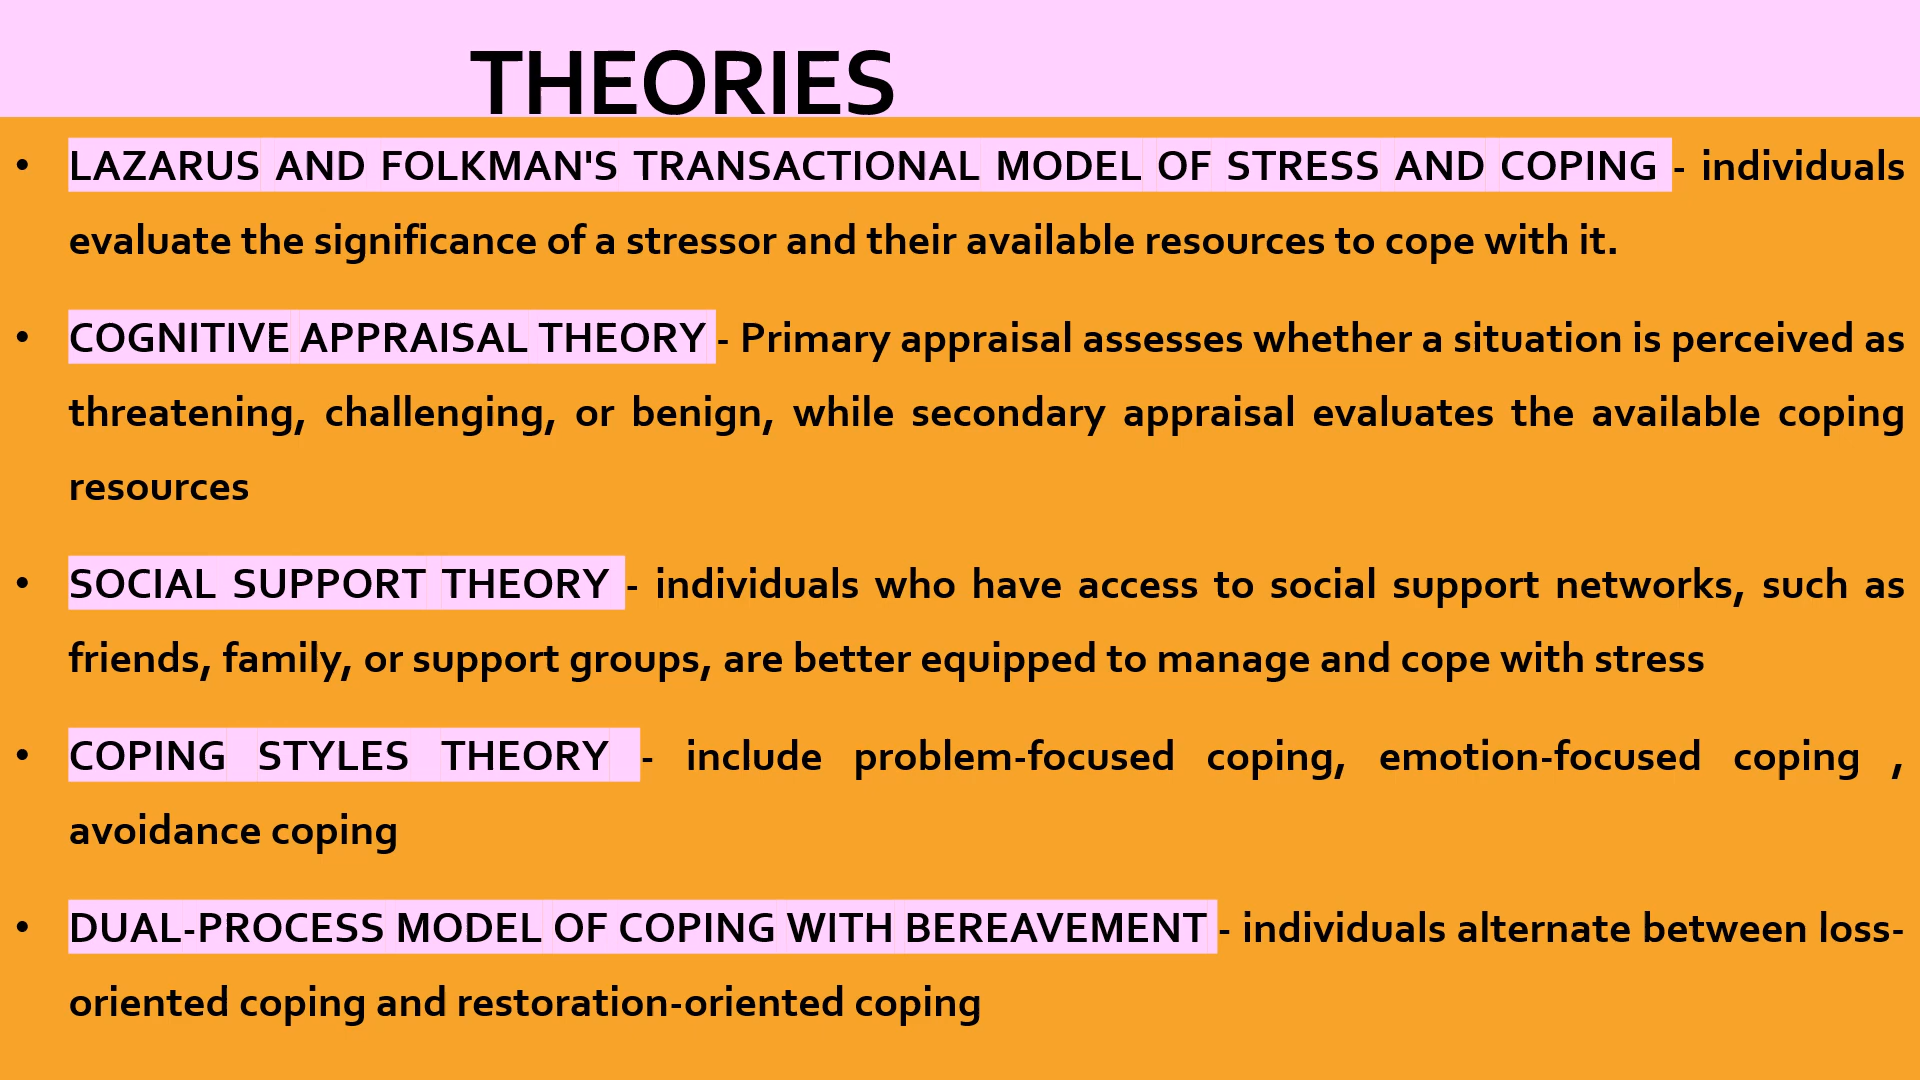 THEORIES
• LAZARUS AND FOLKMAN'S TRANSACTIONAL MODEL OF STRESS AND COPING - individuals
evaluate the significance of a stressor and their available resources to cope with it.
• COGNITIVE APPRAISAL THEORY - Primary appraisal assesses whether a situation is perceived as
threatening, challenging, or benign, while secondary appraisal evaluates the available coping
resources
• SOCIAL SUPPORT THEORY - individuals who have access to social support networks, such as
friends, family, or support groups, are better equipped to manage and cope with stress
• COPING STYLES THEORY - include problem-focused coping, emotion-focused coping ,
avoidance coping
• DUAL-PROCESS MODEL OF COPING WITH BEREAVEMENT - individuals alternate between loss-
oriented coping and restoration-oriented coping